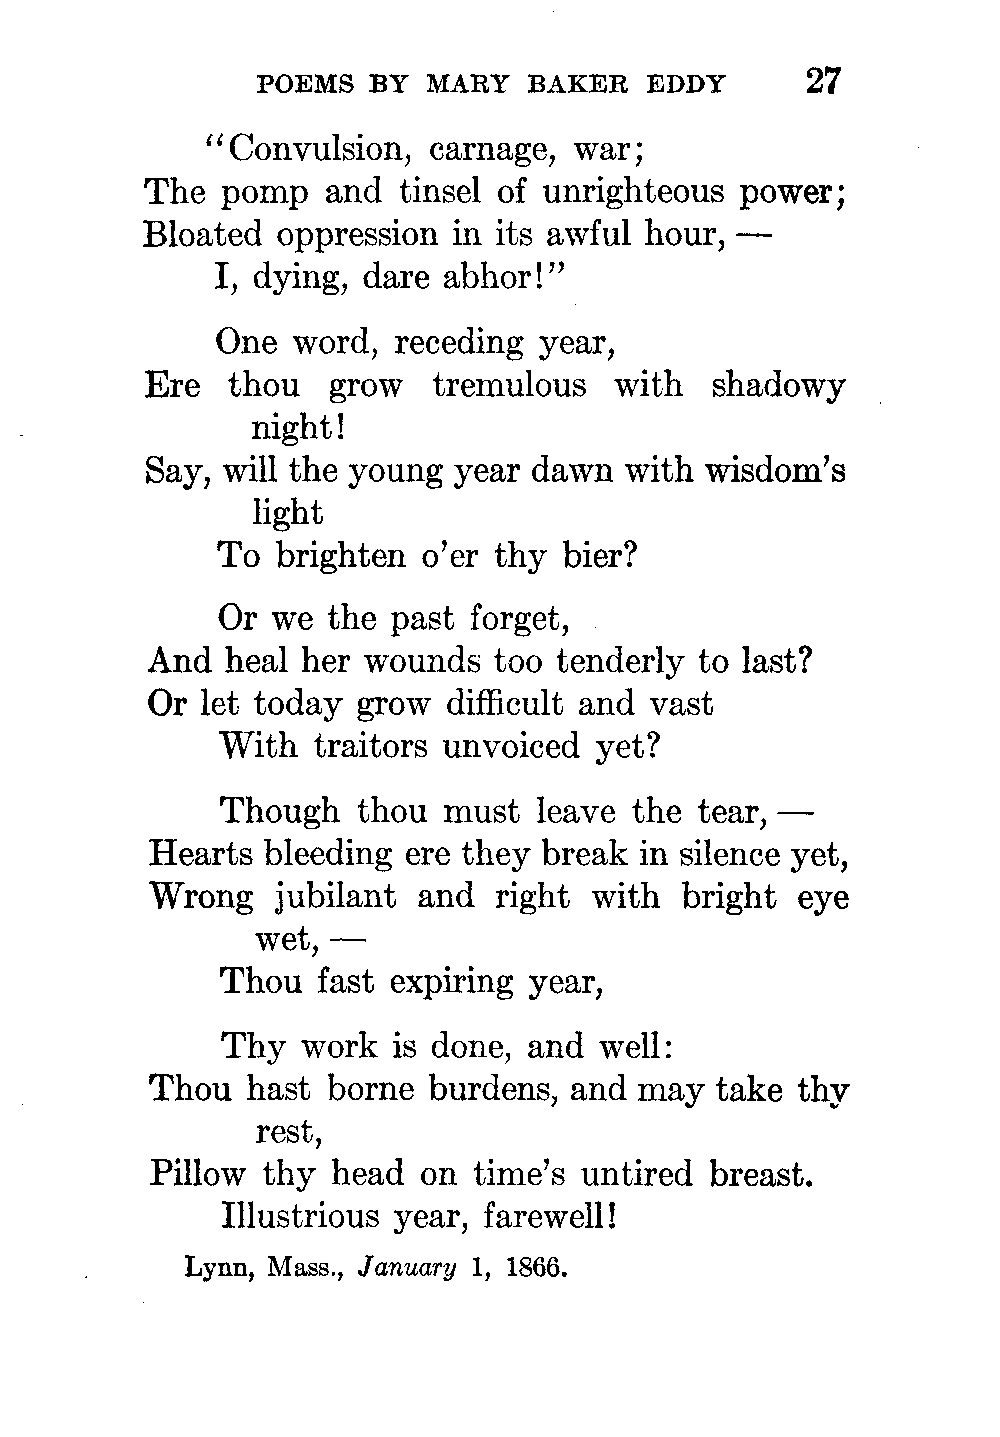 POEMS BY MARY BAKER EDDY 27
"Convulsion, carnage, war;
The pomp and tinsel of unrighteous power;
Bloated oppression in its awful hour, —
I, dying, dare abhor!"
One word, receding year,
Ere thou grow tremulous with shadowy
night!
Say, will the young year dawn with wisdom's
light
To brighten o'er thy bier?
Or we the past forget,
And heal her wounds too tenderly to last?
Or let today grow difficult and vast
With traitors unvoiced yet?
Though thou must leave the tear, —
Hearts bleeding ere they break in silence yet,
Wrong jubilant and right with bright eye
wet, —
Thou fast expiring year,
Thy work is done, and well:
Thou hast borne burdens, and may take thy
rest,
Pillow thy head on time's untired breast.
Illustrious year, farewell!
Lynn, Mass., January 1, 1866.